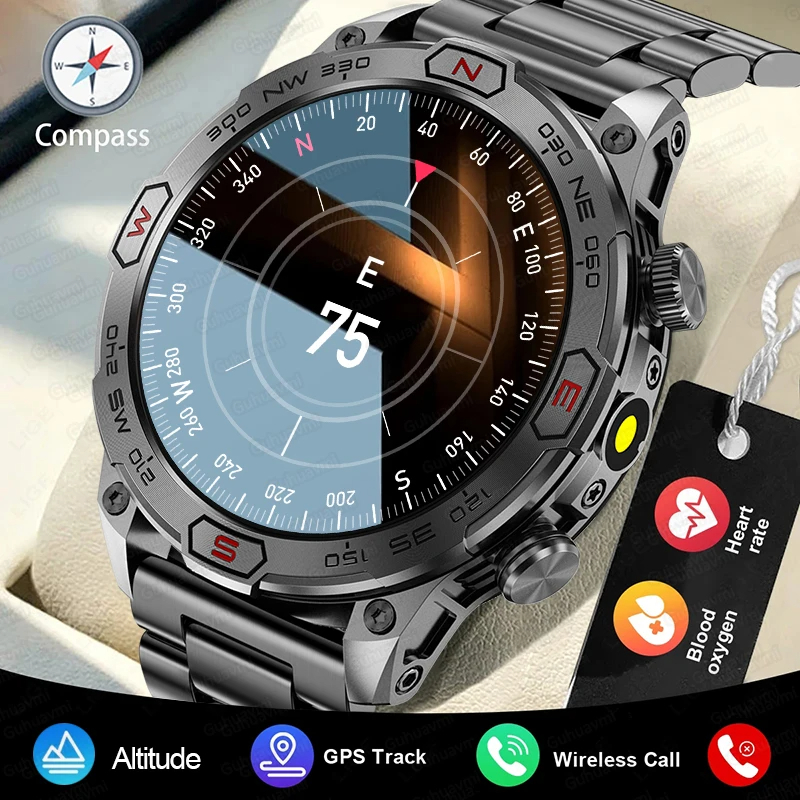 N
W E
S
Compass
300 NW 330
N
030 NE 060
E
120 SE 150
S
210 SW 240
W
N 20 40 60 80 E 100 120 140 160 S 200 220 240 260 W 280 300 320 340
E
75
Heart
rate
Blood
oxygen
Altitude
GPS Track
Wireless Call